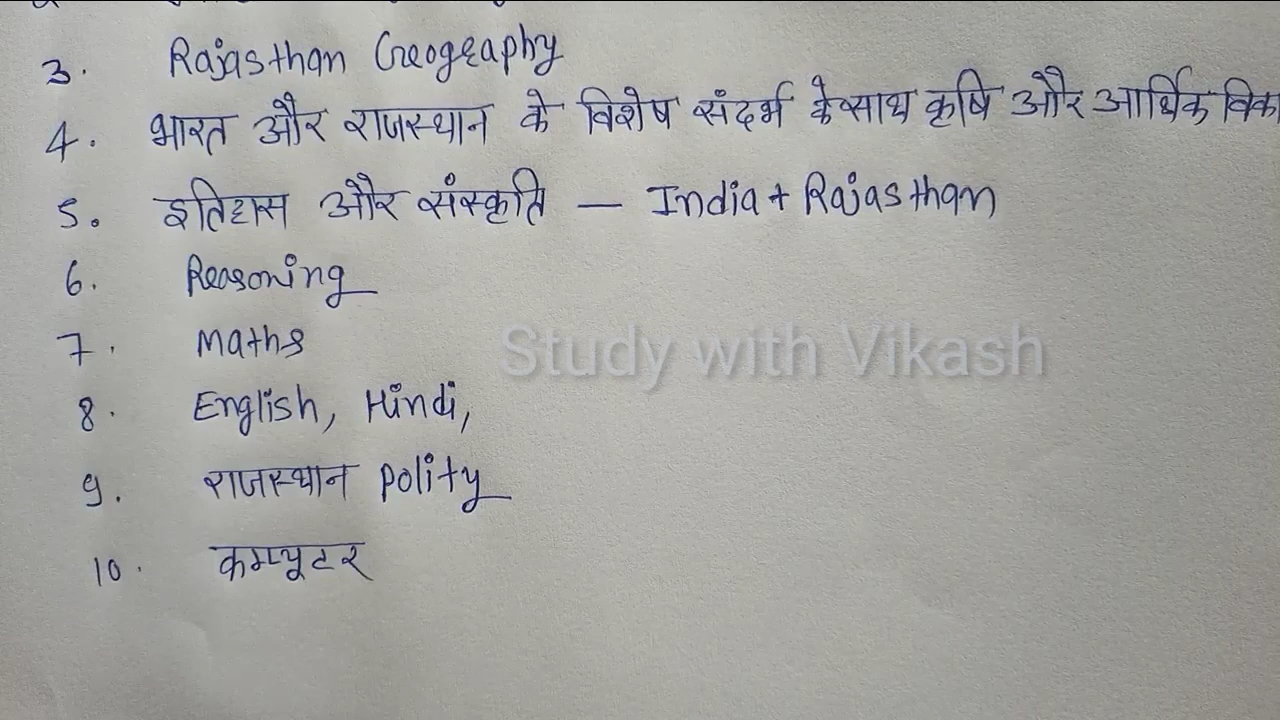 3. Rajasthan Geography
4. भारत और राजस्थान के विशेष संदर्भ के साथ कृषि और आर्थिक विका
5. इतिहास और संस्कृति — India + Rajasthan
6. Reasoning
7. Maths
Study with Vikash
8. English, Hindi,
9. राजस्थान Polity
10. कम्प्यूटर